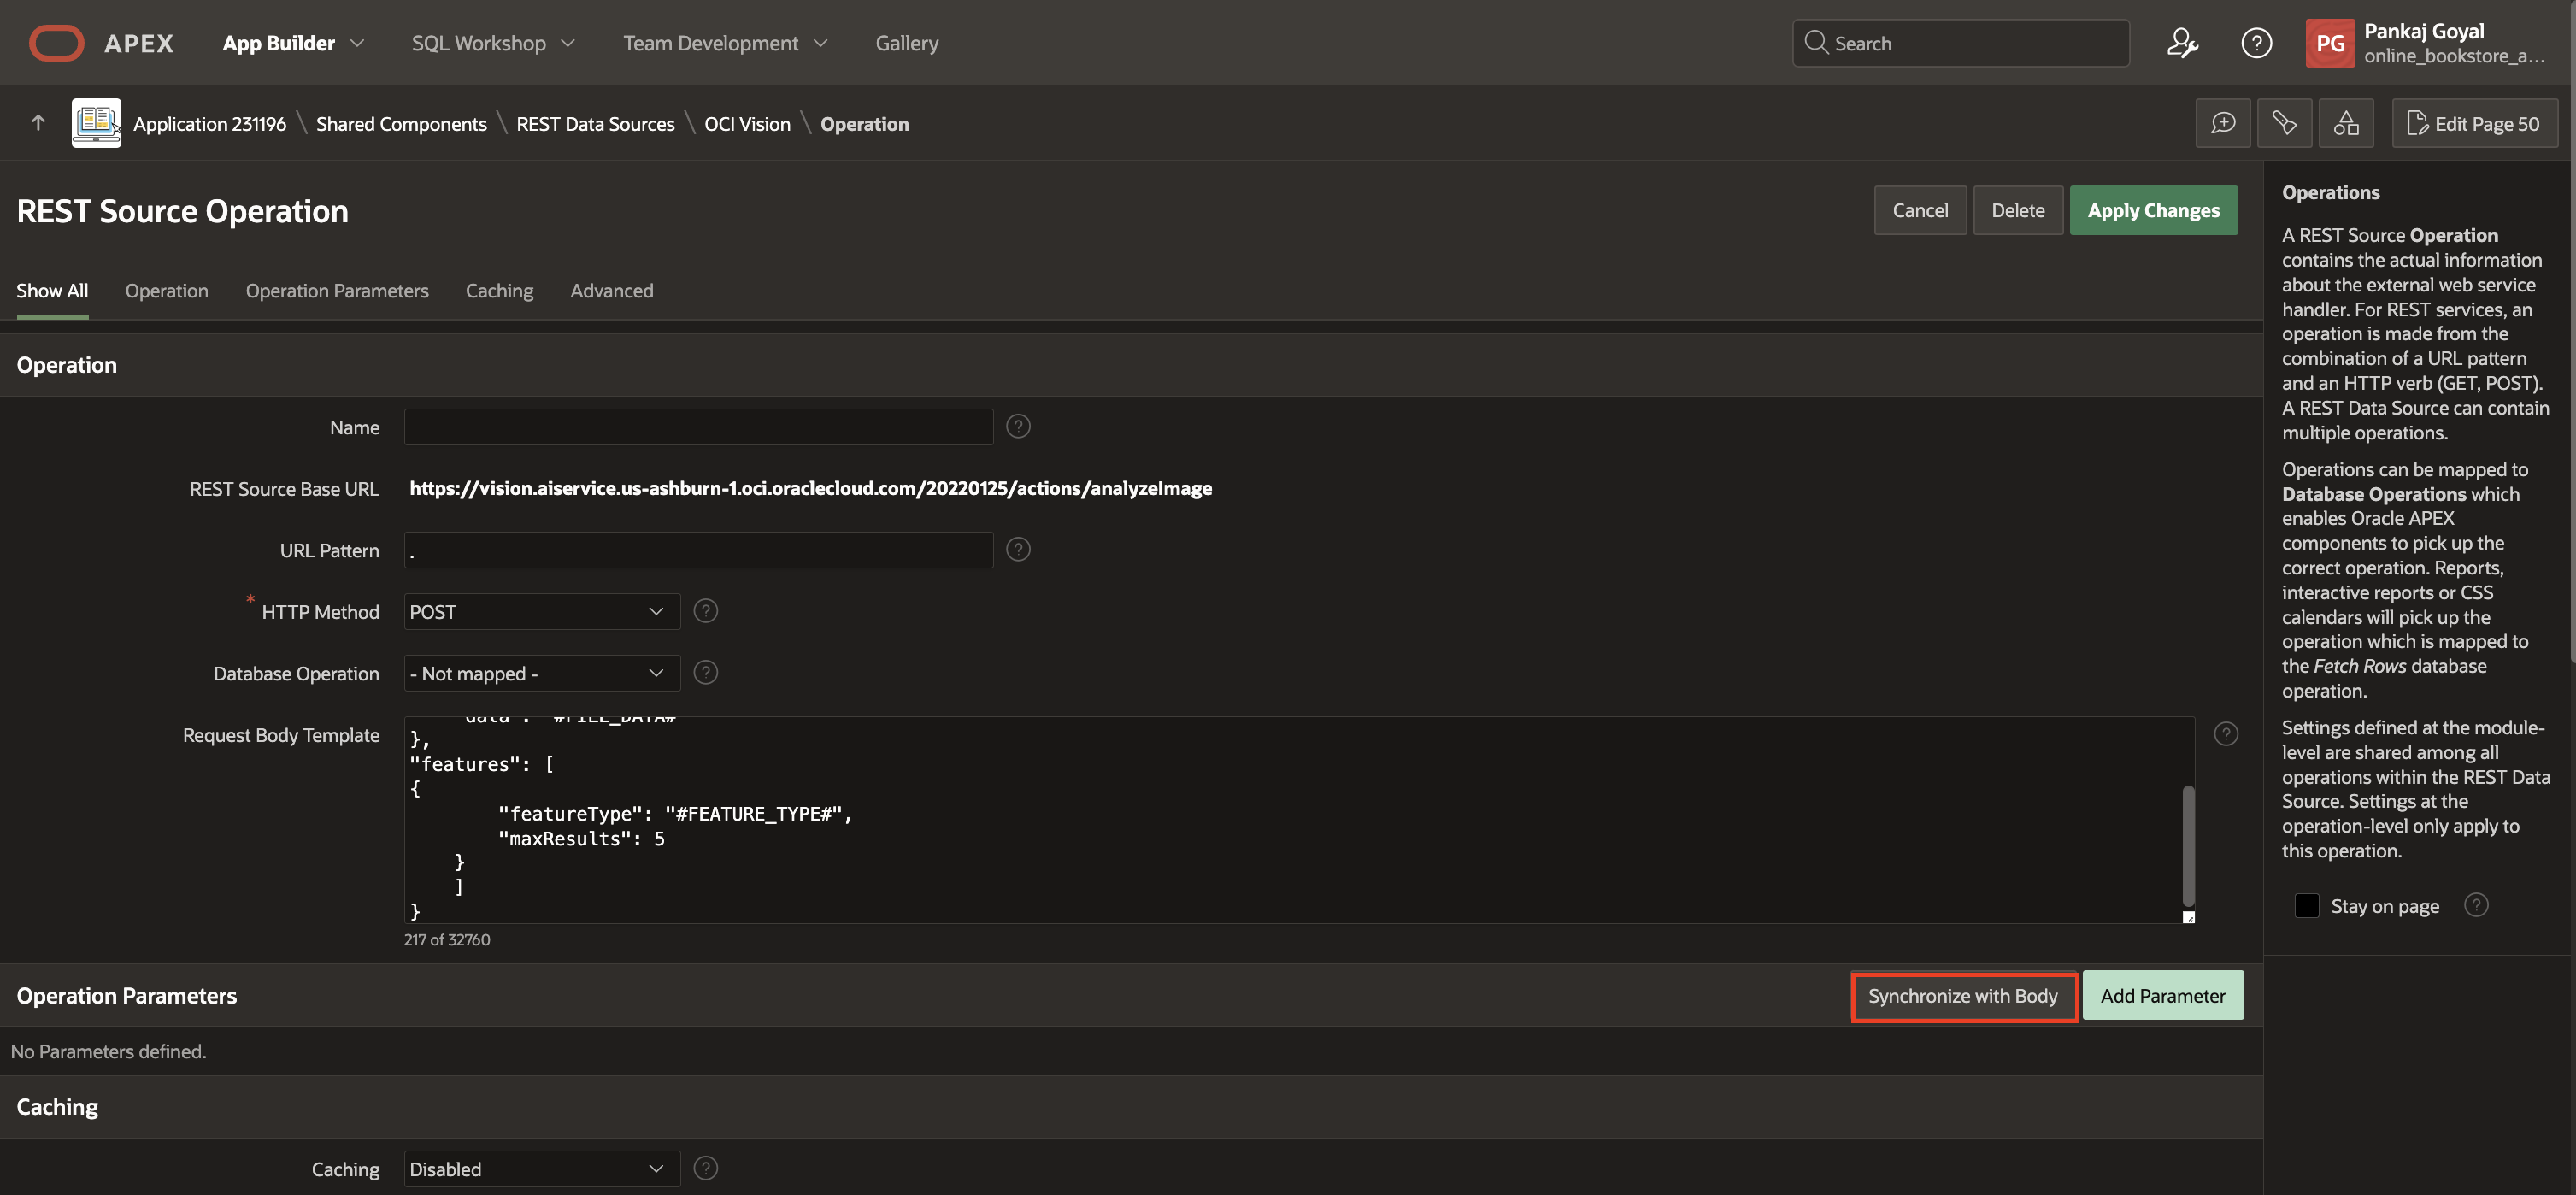 APEX App Builder SQL Workshop Team Development Gallery Search PG Pankaj Goyal
online_bookstore_a...
Application 231196 \ Shared Components \ REST Data Sources \ OCI Vision \ Operation Edit Page 50
REST Source Operation Cancel Delete Apply Changes
Show All Operation Operation Parameters Caching Advanced
Operation
Name
REST Source Base URL https://vision.aiservice.us-ashburn-1.oci.oraclecloud.com/20220125/actions/analyzeImage
URL Pattern .
* HTTP Method POST
Database Operation - Not mapped -
Request Body Template
"data": "#FILE_DATA#"
},
"features": [
{
"featureType": "#FEATURE_TYPE#",
"maxResults": 5
}
]
}
217 of 32760
Operation Parameters Synchronize with Body Add Parameter
No Parameters defined.
Caching
Caching Disabled
Operations
A REST Source Operation
contains the actual information
about the external web service
handler. For REST services, an
operation is made from the
combination of a URL pattern
and an HTTP verb (GET, POST).
A REST Data Source can contain
multiple operations.
Operations can be mapped to
Database Operations which
enables Oracle APEX
components to pick up the
correct operation. Reports,
interactive reports or CSS
calendars will pick up the
operation which is mapped to
the Fetch Rows database
operation.
Settings defined at the module-
level are shared among all
operations within the REST Data
Source. Settings at the
operation-level only apply to
this operation.
Stay on page